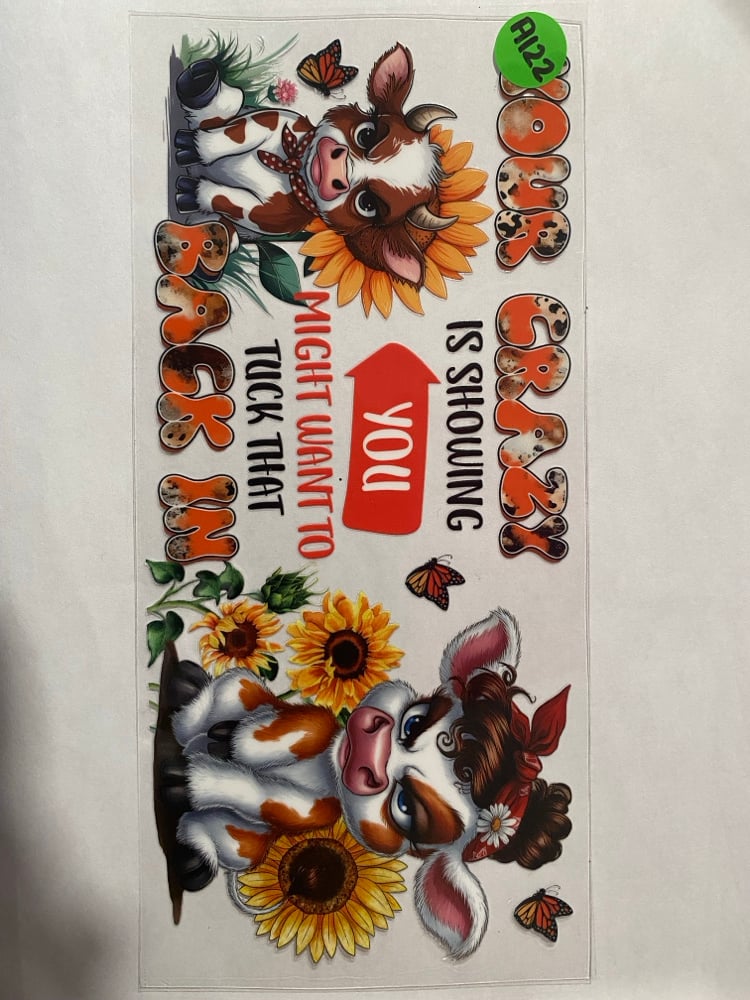 A122
YOUR CRAZY
IS SHOWING
YOU
MIGHT WANT TO
TUCK THAT
BACK IN